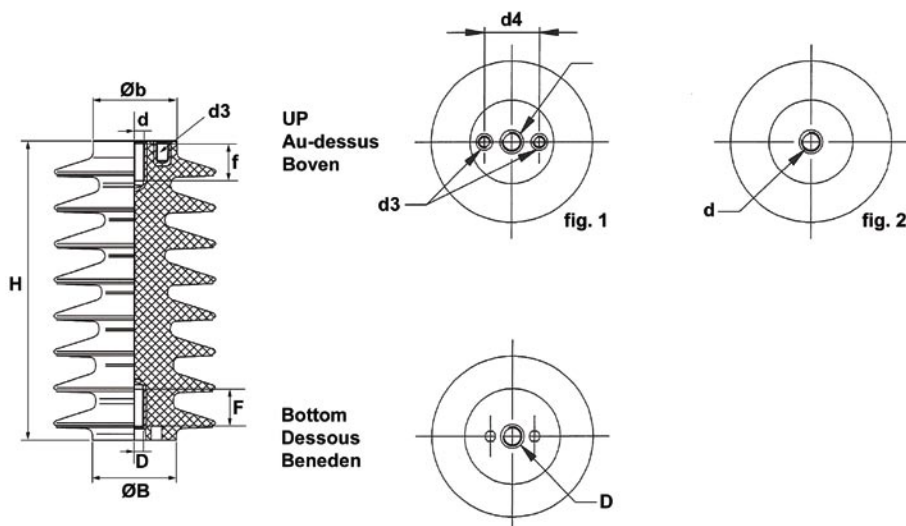 Øb
d
d3
f
H
F
D
ØB
UP
Au-dessus
Boven
d4
d3
fig. 1
d
fig. 2
Bottom
Dessous
Beneden
D